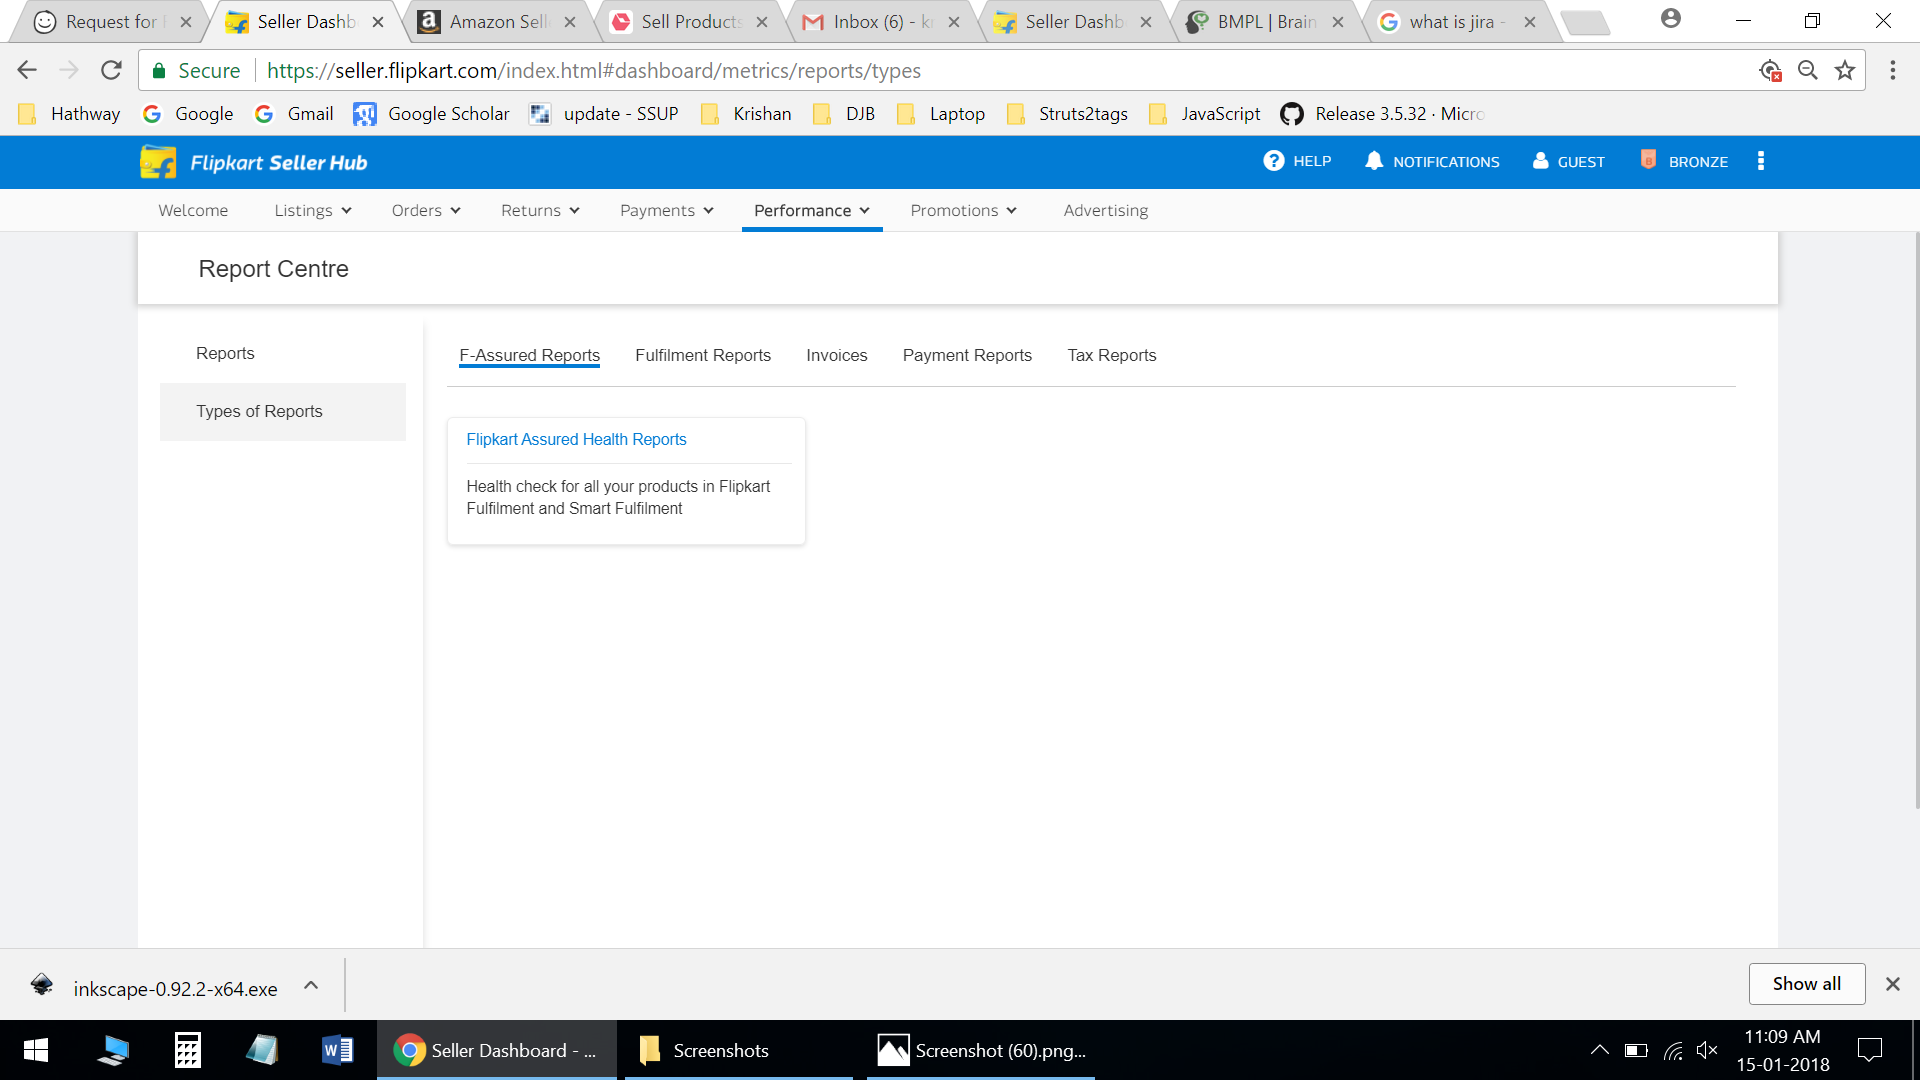 Request for
Seller Dashb
Amazon Sell
Sell Products
Inbox (6) - k
Seller Dashb
BMPL | Brain
what is jira -
Secure
https://seller.flipkart.com/index.html#dashboard/metrics/reports/types
Hathway
Google
Gmail
Google Scholar
update - SSUP
Krishan
DJB
Laptop
Struts2tags
JavaScript
Release 3.5.32 · Micro
Flipkart Seller Hub
HELP
NOTIFICATIONS
GUEST
BRONZE
Welcome
Listings
Orders
Returns
Payments
Performance
Promotions
Advertising
Report Centre
Reports
Types of Reports
F-Assured Reports
Fulfilment Reports
Invoices
Payment Reports
Tax Reports
Flipkart Assured Health Reports
Health check for all your products in Flipkart
Fulfilment and Smart Fulfilment
inkscape-0.92.2-x64.exe
Show all
Seller Dashboard - ...
Screenshots
Screenshot (60).png...
11:09 AM
15-01-2018